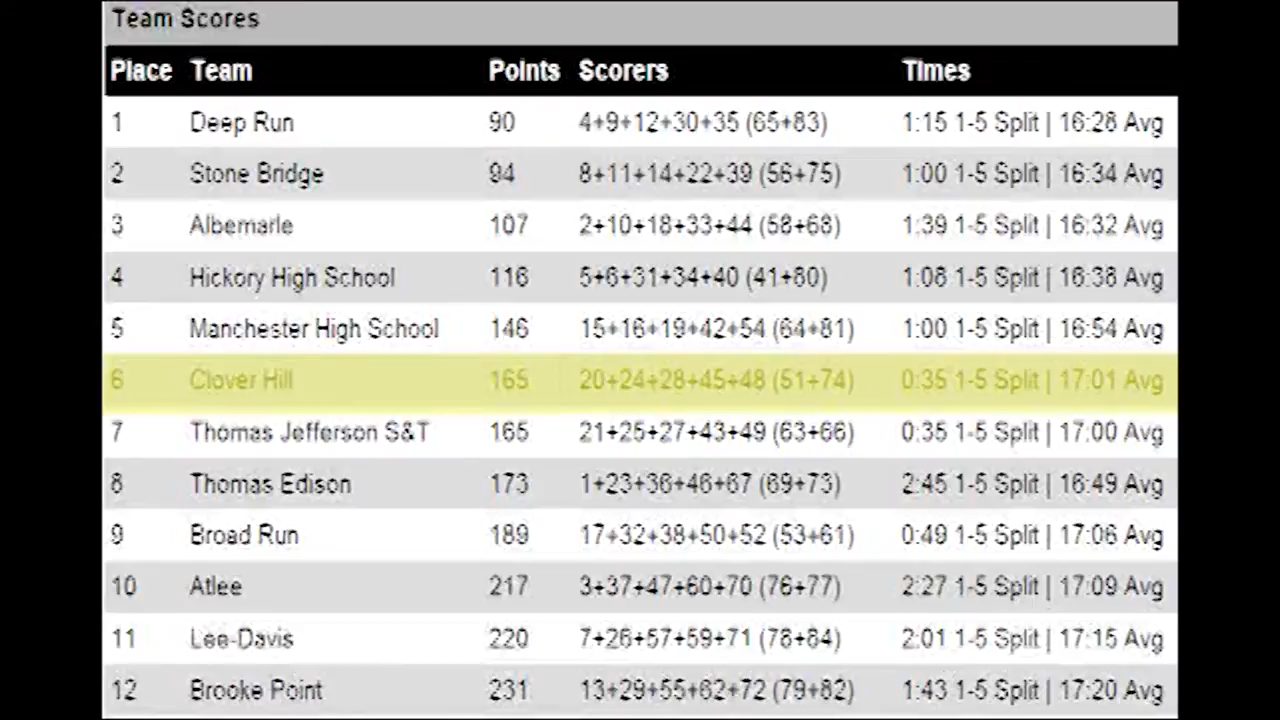 Team Scores
Place Team Points Scorers Times
1 Deep Run 90 4+9+12+30+35 (65+83) 1:15 1-5 Split | 16:28 Avg
2 Stone Bridge 94 8+11+14+22+39 (56+75) 1:00 1-5 Split | 16:34 Avg
3 Albemarle 107 2+10+18+33+44 (58+68) 1:39 1-5 Split | 16:32 Avg
4 Hickory High School 116 5+6+31+34+40 (41+80) 1:08 1-5 Split | 16:38 Avg
5 Manchester High School 146 15+16+19+42+54 (64+81) 1:00 1-5 Split | 16:54 Avg
6 Clover Hill 165 20+24+28+45+48 (51+74) 0:35 1-5 Split | 17:01 Avg
7 Thomas Jefferson S&T 165 21+25+27+43+49 (63+66) 0:35 1-5 Split | 17:00 Avg
8 Thomas Edison 173 1+23+36+46+67 (69+73) 2:45 1-5 Split | 16:49 Avg
9 Broad Run 189 17+32+38+50+52 (53+61) 0:49 1-5 Split | 17:06 Avg
10 Atlee 217 3+37+47+60+70 (76+77) 2:27 1-5 Split | 17:09 Avg
11 Lee-Davis 220 7+26+57+59+71 (78+84) 2:01 1-5 Split | 17:15 Avg
12 Brooke Point 231 13+29+55+62+72 (79+82) 1:43 1-5 Split | 17:20 Avg